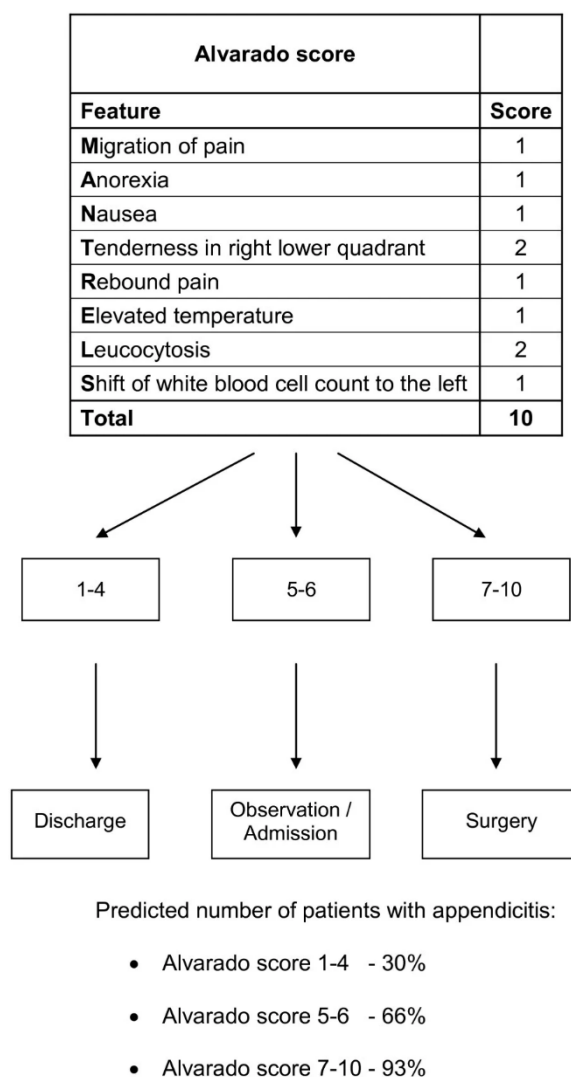 Alvarado score
Feature Score
Migration of pain 1
Anorexia 1
Nausea 1
Tenderness in right lower quadrant 2
Rebound pain 1
Elevated temperature 1
Leucocytosis 2
Shift of white blood cell count to the left 1
Total 10
1-4 5-6 7-10
Discharge Observation / Surgery
Admission
Predicted number of patients with appendicitis:
• Alvarado score 1-4 - 30%
• Alvarado score 5-6 - 66%
• Alvarado score 7-10 - 93%